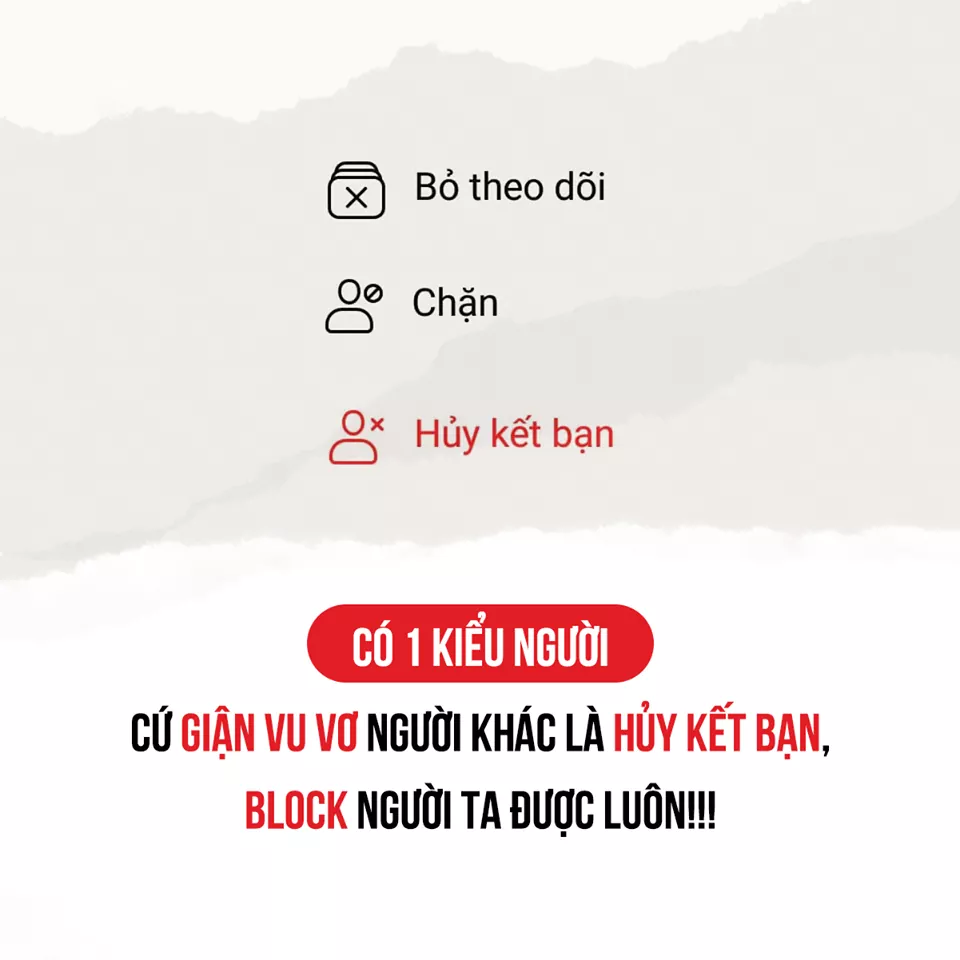 Bỏ theo dõi
Chặn
Hủy kết bạn
CÓ 1 KIỂU NGƯỜI
CỨ GIẬN VU VƠ NGƯỜI KHÁC LÀ HỦY KẾT BẠN,
BLOCK NGƯỜI TA ĐƯỢC LUÔN!!!